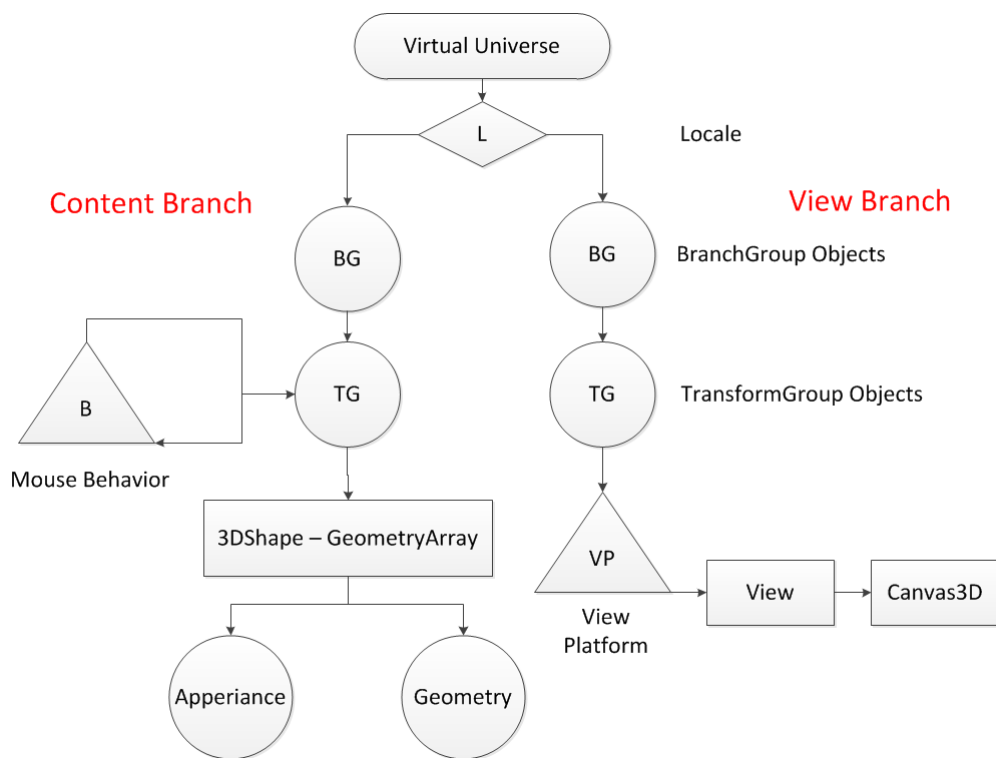 Virtual Universe
L
Locale
Content Branch
View Branch
BG
BG
BranchGroup Objects
B
TG
TG
TransformGroup Objects
Mouse Behavior
3DShape – GeometryArray
VP
View
Canvas3D
View
Platform
Apperiance
Geometry